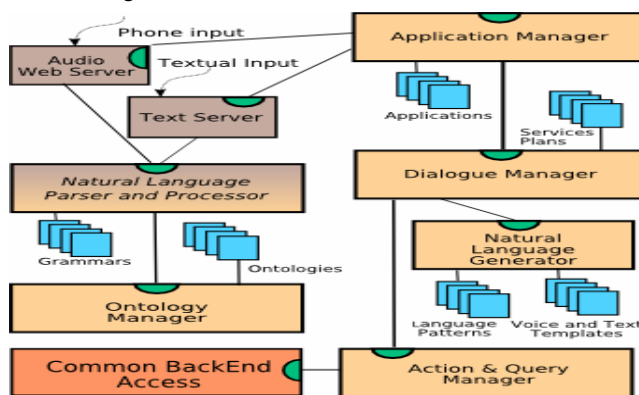 Phone input
Audio
Web Server
Textual Input
Text Server
Application Manager
Applications
Services
Plans
Natural Language
Parser and Processor
Dialogue Manager
Grammars
Ontologies
Natural
Language
Generator
Ontology
Manager
Language
Patterns
Voice and Text
Templates
Common BackEnd
Access
Action & Query
Manager